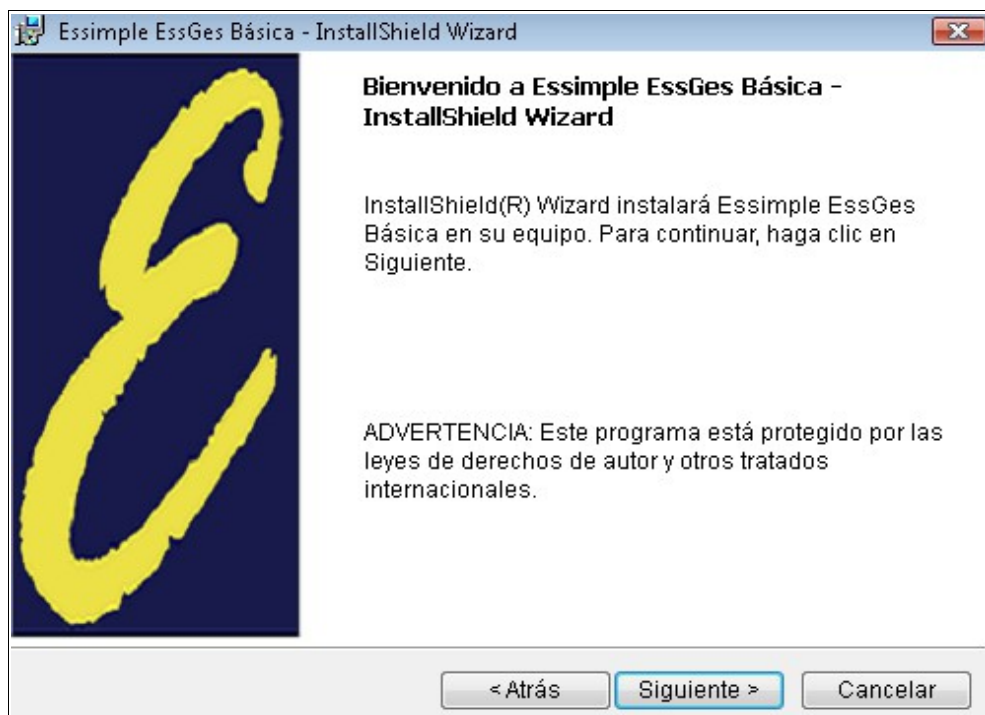 Essimple EssGes Básica - InstallShield Wizard
Bienvenido a Essimple EssGes Básica -
InstallShield Wizard
InstallShield(R) Wizard instalará Essimple EssGes
Básica en su equipo. Para continuar, haga clic en
Siguiente.
ADVERTENCIA: Este programa está protegido por las
leyes de derechos de autor y otros tratados
internacionales.
< Atrás
Siguiente >
Cancelar